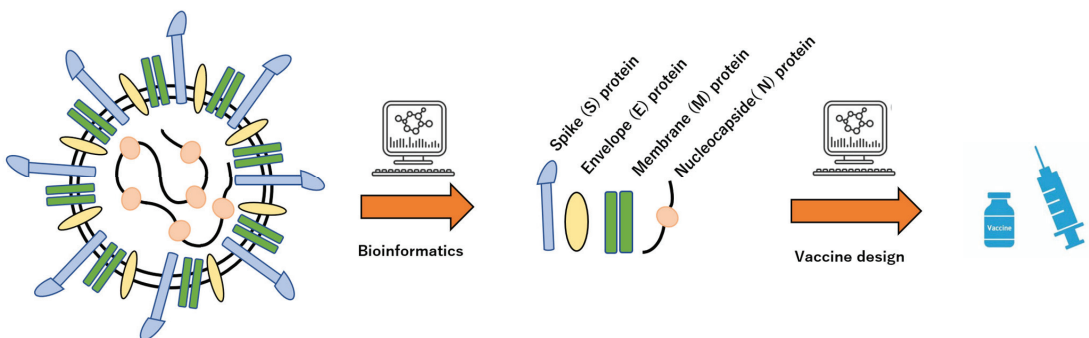 Bioinformatics
Spike (S) protein
Envelope (E) protein
Membrane (M) protein
Nucleocapside( N) protein
Vaccine design
Vaccine